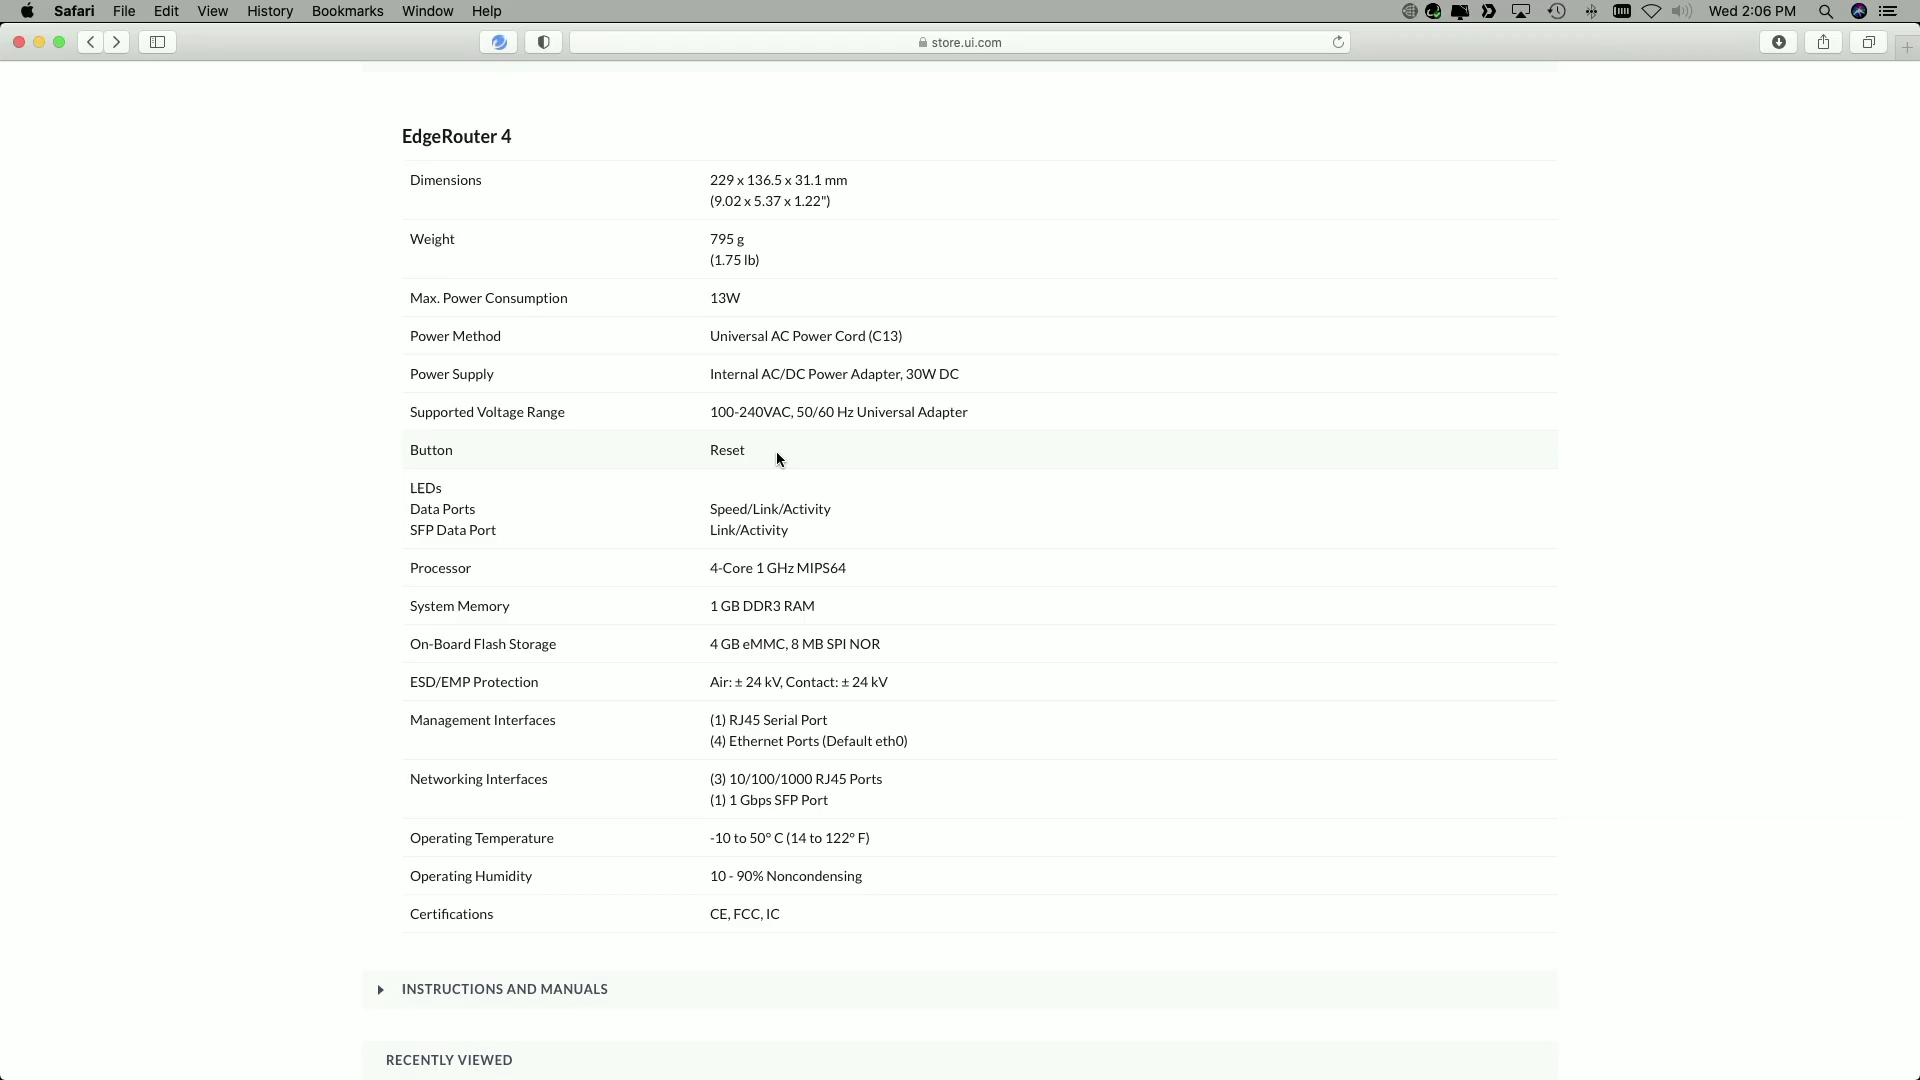 Safari File Edit View History Bookmarks Window Help Wed 2:06 PM
store.ui.com
EdgeRouter 4
Dimensions 229 x 136.5 x 31.1 mm
(9.02 x 5.37 x 1.22")
Weight 795 g
(1.75 lb)
Max. Power Consumption 13W
Power Method Universal AC Power Cord (C13)
Power Supply Internal AC/DC Power Adapter, 30W DC
Supported Voltage Range 100-240VAC, 50/60 Hz Universal Adapter
Button Reset
LEDs
Data Ports Speed/Link/Activity
SFP Data Port Link/Activity
Processor 4-Core 1 GHz MIPS64
System Memory 1 GB DDR3 RAM
On-Board Flash Storage 4 GB eMMC, 8 MB SPI NOR
ESD/EMP Protection Air: ± 24 kV, Contact: ± 24 kV
Management Interfaces (1) RJ45 Serial Port
(4) Ethernet Ports (Default eth0)
Networking Interfaces (3) 10/100/1000 RJ45 Ports
(1) 1 Gbps SFP Port
Operating Temperature -10 to 50° C (14 to 122° F)
Operating Humidity 10 - 90% Noncondensing
Certifications CE, FCC, IC
INSTRUCTIONS AND MANUALS
RECENTLY VIEWED